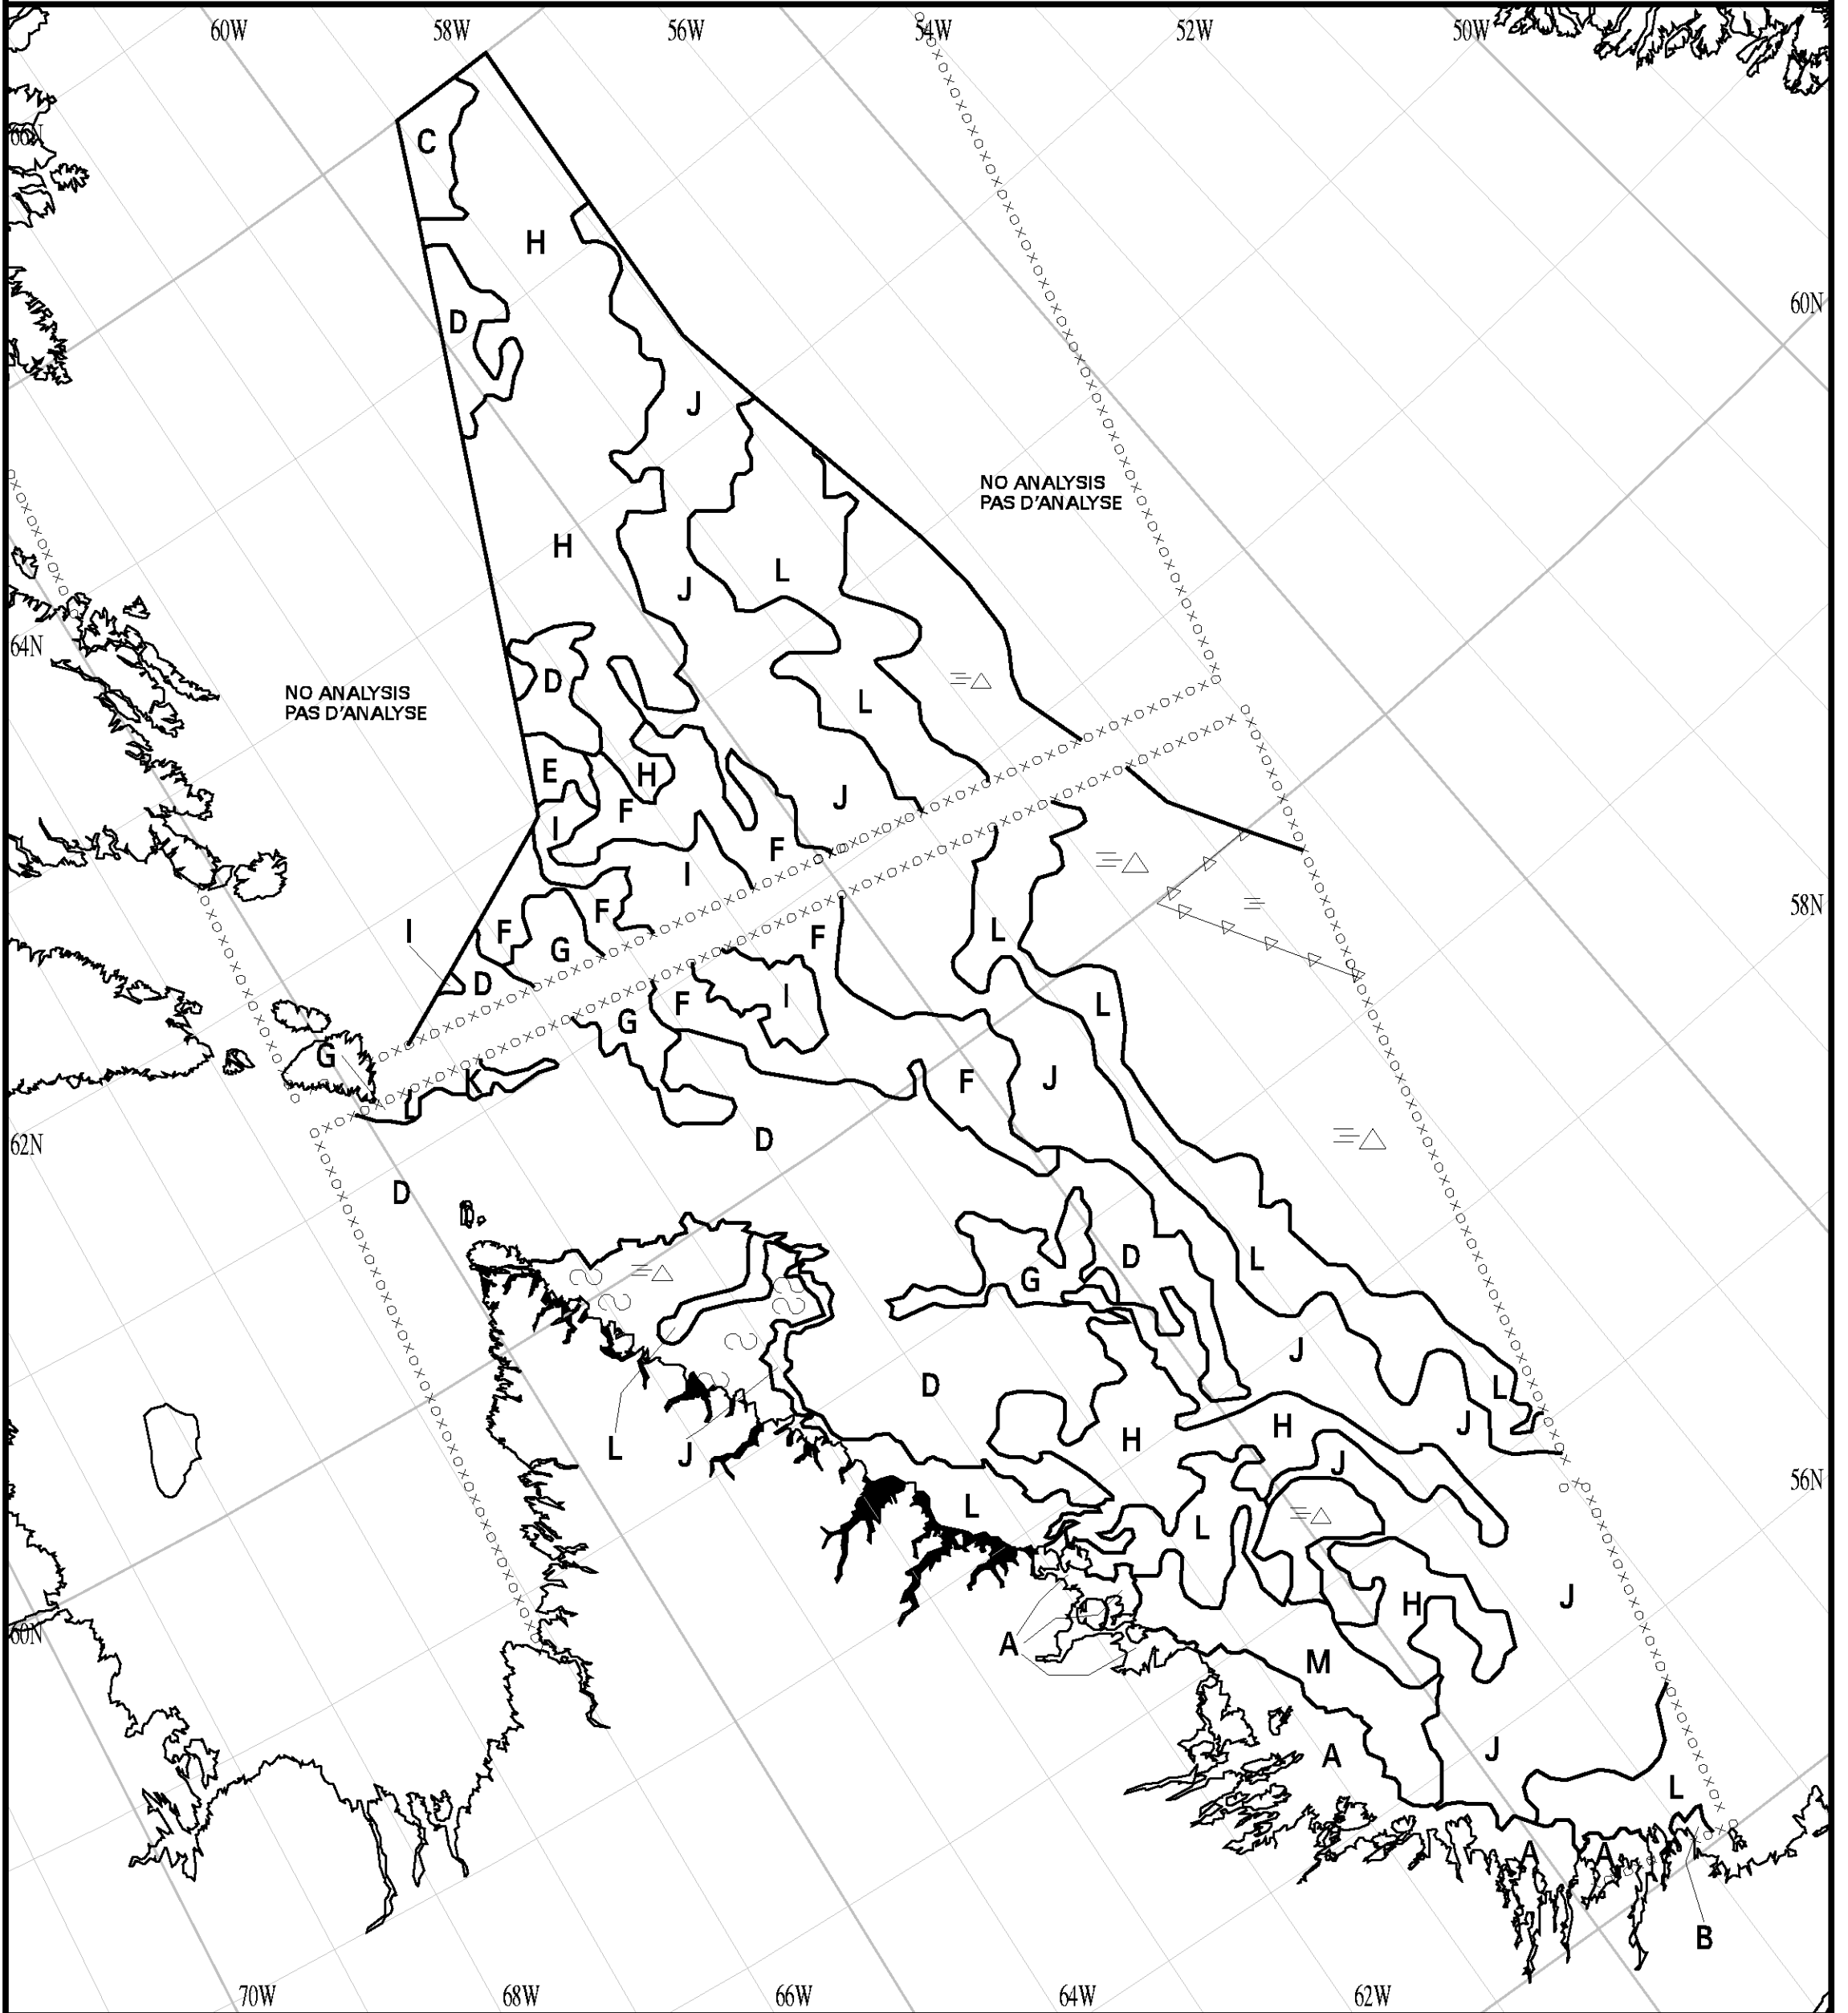 60W 58W 56W 54W 52W 50W
66N
C
H
60N
D
J
NO ANALYSIS
PAS D'ANALYSE
H
L
J
64N
D
NO ANALYSIS
PAS D'ANALYSE
L
E H
J
F
I
F
I
58N
F
I F L
F
G
D
I L
F
G
G
K F J
L
D
62N
D
D L
G
J
D L
H H J
L J J
56N
L L
H J
60N A
M
J
A
L
A A
B
70W 68W 66W 64W 62W